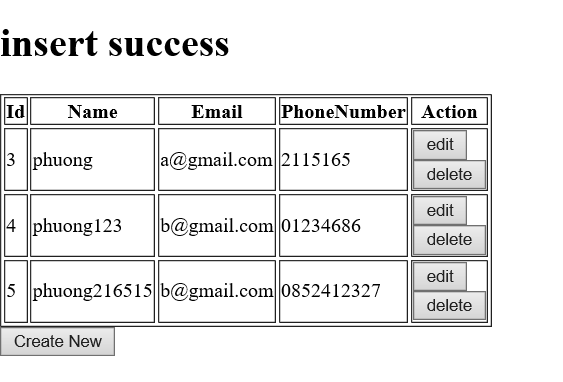 insert success
Id Name Email PhoneNumber Action
3 phuong a@gmail.com 2115165 edit
delete
4 phuong123 b@gmail.com 01234686 edit
delete
5 phuong216515 b@gmail.com 0852412327 edit
delete
Create New